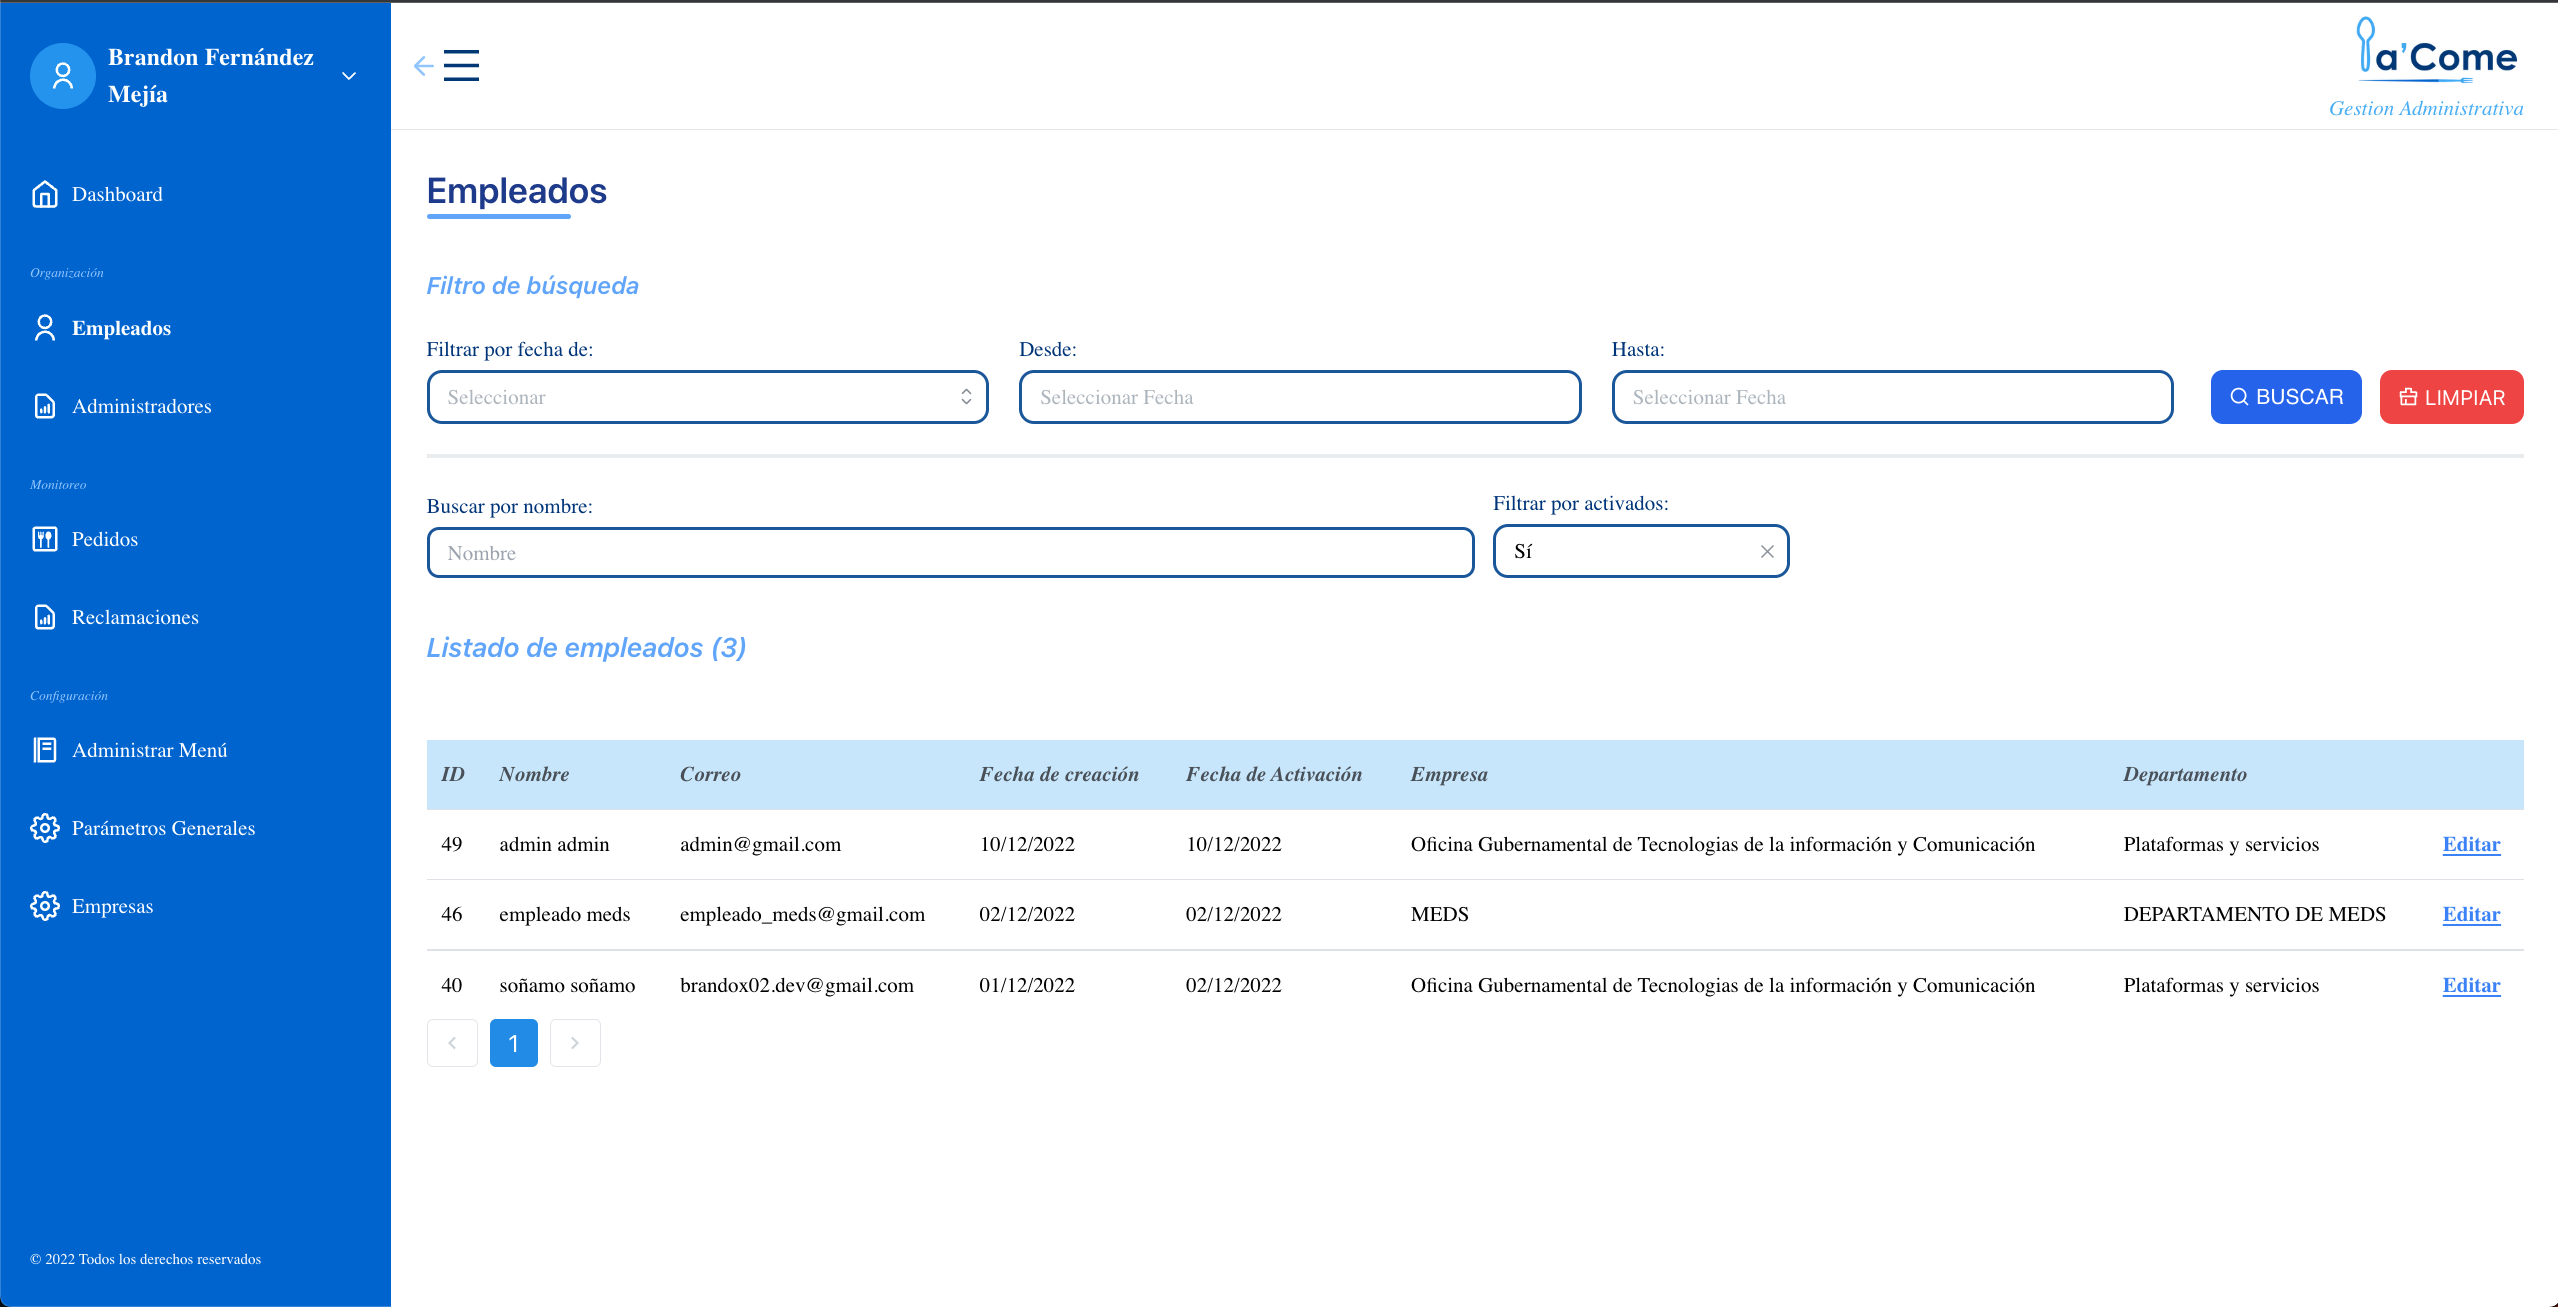 Brandon Fernández
Mejía
Dashboard
Organización
Empleados
Administradores
Monitoreo
Pedidos
Reclamaciones
Configuración
Administrar Menú
Parámetros Generales
Empresas
© 2022 Todos los derechos reservados
a'Come
Gestion Administrativa
Empleados
Filtro de búsqueda
Filtrar por fecha de: Desde: Hasta:
Seleccionar Seleccionar Fecha Seleccionar Fecha BUSCAR LIMPIAR
Buscar por nombre: Filtrar por activados:
Nombre Sí
Listado de empleados (3)
ID Nombre Correo Fecha de creación Fecha de Activación Empresa Departamento
49 admin admin admin@gmail.com 10/12/2022 10/12/2022 Oficina Gubernamental de Tecnologias de la información y Comunicación Plataformas y servicios Editar
46 empleado meds empleado_meds@gmail.com 02/12/2022 02/12/2022 MEDS DEPARTAMENTO DE MEDS Editar
40 soñamo soñamo brandox02.dev@gmail.com 01/12/2022 02/12/2022 Oficina Gubernamental de Tecnologias de la información y Comunicación Plataformas y servicios Editar
1